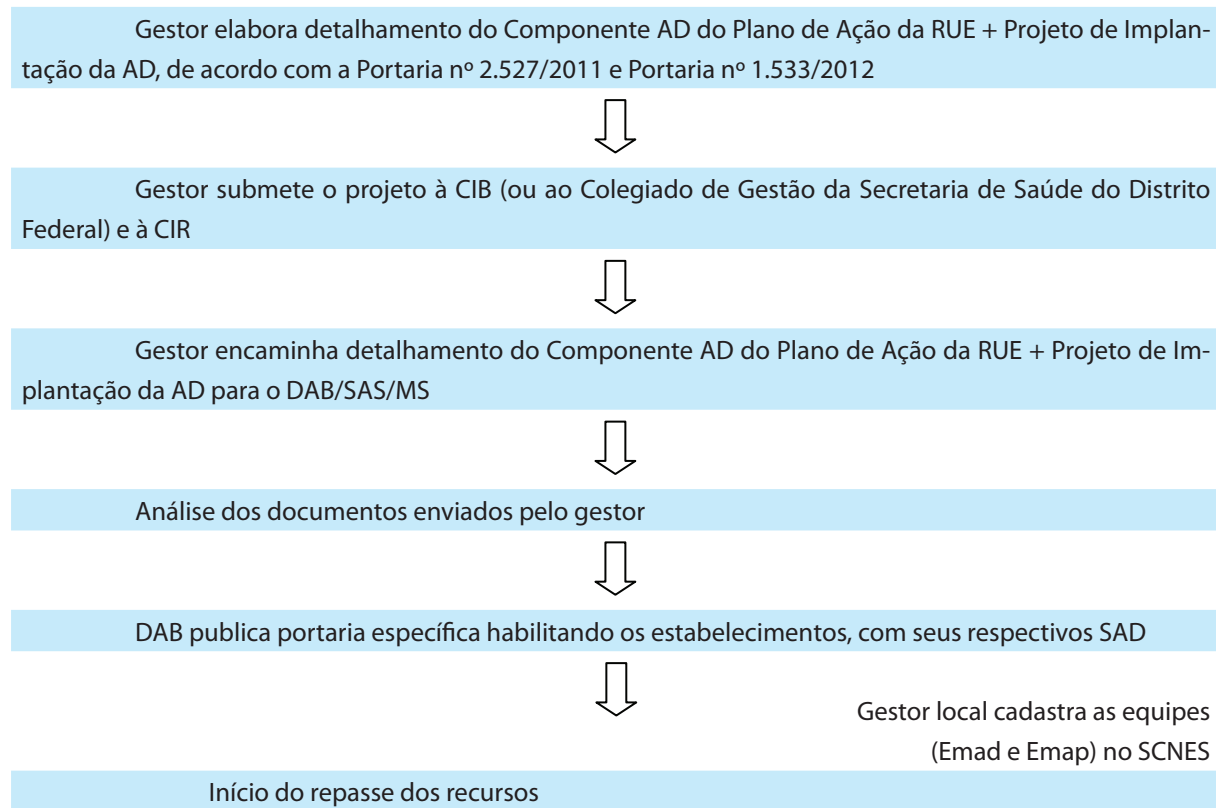 Gestor elabora detalhamento do Componente AD do Plano de Ação da RUE + Projeto de Implan-
tação da AD, de acordo com a Portaria nº 2.527/2011 e Portaria nº 1.533/2012
Gestor submete o projeto à CIB (ou ao Colegiado de Gestão da Secretaria de Saúde do Distrito
Federal) e à CIR
Gestor encaminha detalhamento do Componente AD do Plano de Ação da RUE + Projeto de Im-
plantação da AD para o DAB/SAS/MS
Análise dos documentos enviados pelo gestor
DAB publica portaria específica habilitando os estabelecimentos, com seus respectivos SAD
Gestor local cadastra as equipes
(Emad e Emap) no SCNES
Início do repasse dos recursos